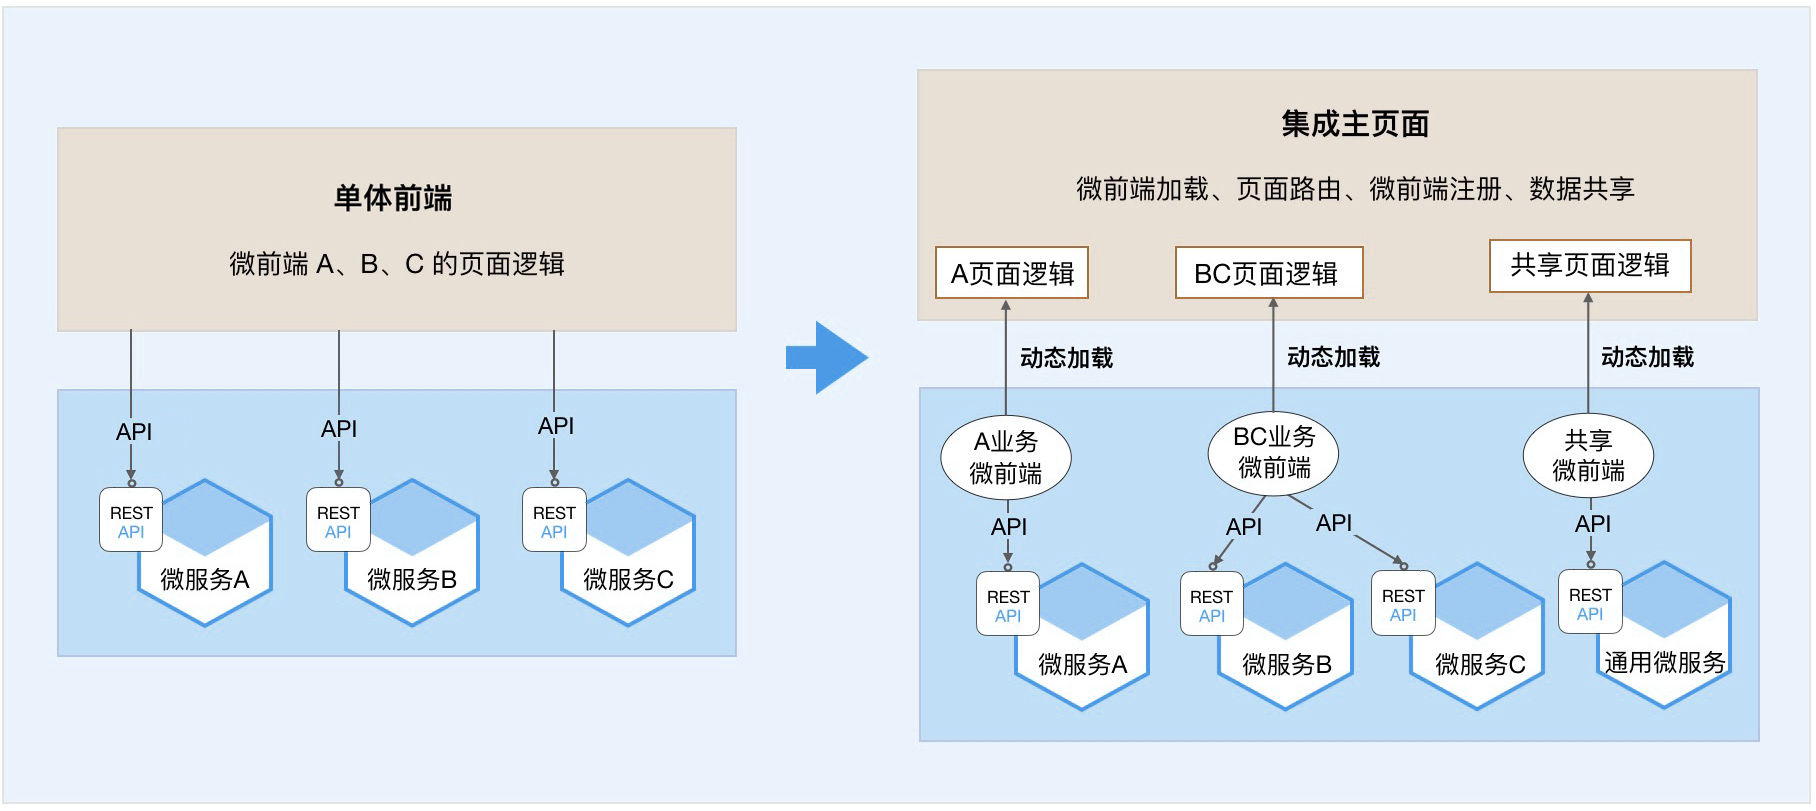 单体前端
微前端 A、B、C 的页面逻辑
API
API
API
REST
API
微服务A
REST
API
微服务B
REST
API
微服务C
集成主页面
微前端加载、页面路由、微前端注册、数据共享
A页面逻辑
BC页面逻辑
共享页面逻辑
动态加载
动态加载
动态加载
A业务
微前端
BC业务
微前端
共享
微前端
API
API
API
API
REST
API
微服务A
REST
API
微服务B
REST
API
微服务C
REST
API
通用微服务